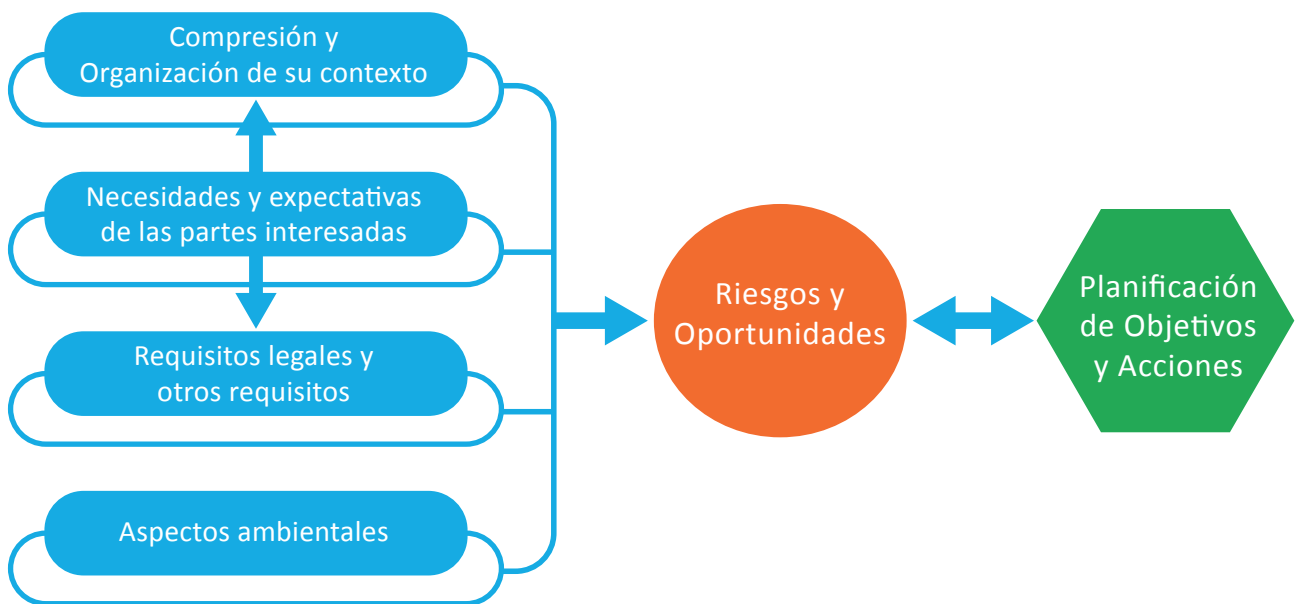 Compresión y
Organización de su contexto
Necesidades y expectativas
de las partes interesadas
Requisitos legales y
otros requisitos
Aspectos ambientales
Riesgos y
Oportunidades
Planificación
de Objetivos
y Acciones